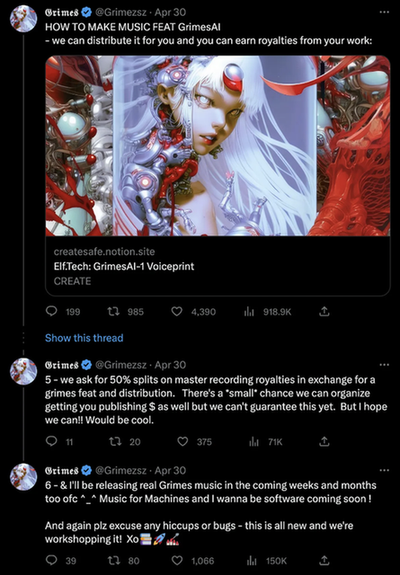 Grimes @Grimezsz · Apr 30
HOW TO MAKE MUSIC FEAT GrimesAI
- we can distribute it for you and you can earn royalties from your work:
createsafe.notion.site
Elf.Tech: GrimesAI-1 Voiceprint
CREATE
199 985 4,390 918.9K
Show this thread
Grimes @Grimezsz · Apr 30
5 - we ask for 50% splits on master recording royalties in exchange for a
grimes feat and distribution. There's a *small* chance we can organize
getting you publishing $ as well but we can't guarantee this yet. But I hope
we can!! Would be cool.
11 20 375 71K
Grimes @Grimezsz · Apr 30
6 - & I'll be releasing real Grimes music in the coming weeks and months
too ofc ^_^ Music for Machines and I wanna be software coming soon !
And again plz excuse any hiccups or bugs - this is all new and we're
workshopping it! Xo📚🚀🎻
39 80 1,066 150K